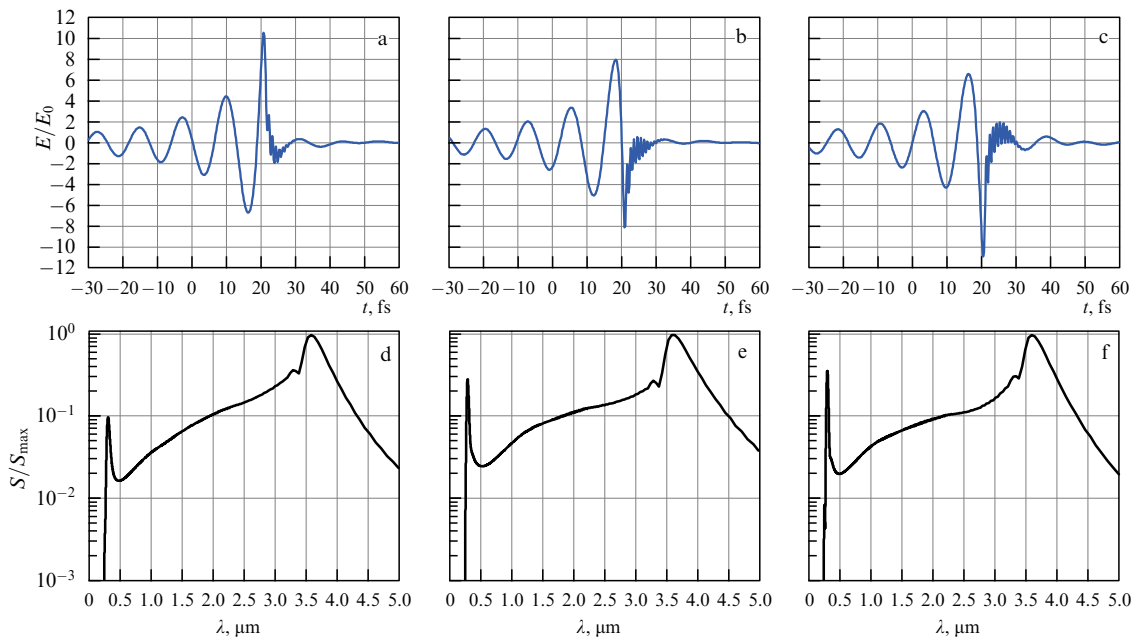 12
10
8
6
4
2
0
−2
−4
−6
−8
−10
−12
E/E₀
a
b
c
−30 −20 −10 0 10 20 30 40 50 60
t, fs
−30 −20 −10 0 10 20 30 40 50 60
t, fs
−30 −20 −10 0 10 20 30 40 50 60
t, fs
10⁰
10⁻¹
10⁻²
10⁻³
S/Smax
d
e
f
0 0.5 1.0 1.5 2.0 2.5 3.0 3.5 4.0 4.5 5.0
λ, μm
0 0.5 1.0 1.5 2.0 2.5 3.0 3.5 4.0 4.5 5.0
λ, μm
0 0.5 1.0 1.5 2.0 2.5 3.0 3.5 4.0 4.5 5.0
λ, μm